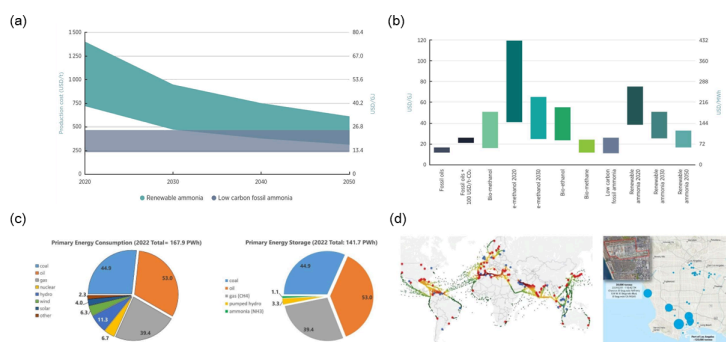 (a)
1 500
1 250
1 000
750
500
250
0
Production cost (USD/t)
80.4
67.0
53.6
40.2
26.8
13.4
0
USD/GJ
2020
2030
2040
2050
Renewable ammonia
Low carbon fossil ammonia
(b)
120
100
80
60
40
20
0
USD/GJ
432
360
288
216
144
72
0
USD/MWh
Fossil oils
Fossil oils +
100 USD/t-CO₂
Bio-methanol
e-methanol 2020
e-methanol 2030
Bio-ethanol
Bio-methane
Low carbon
fossil ammonia
Renewable
ammonia 2020
Renewable
ammonia 2030
Renewable
ammonia 2050
(c)
Primary Energy Consumption (2022 Total= 167.9 PWh)
coal
oil
gas
nuclear
hydro
wind
solar
other
44.8
53.0
39.4
6.7
11.3
6.3
4.0
2.3
Primary Energy Storage (2022 Total: 141.7 PWh)
coal
oil
gas (CH4)
pumped hydro
ammonia (NH3)
44.8
53.0
39.4
3.3
1.1
(d)